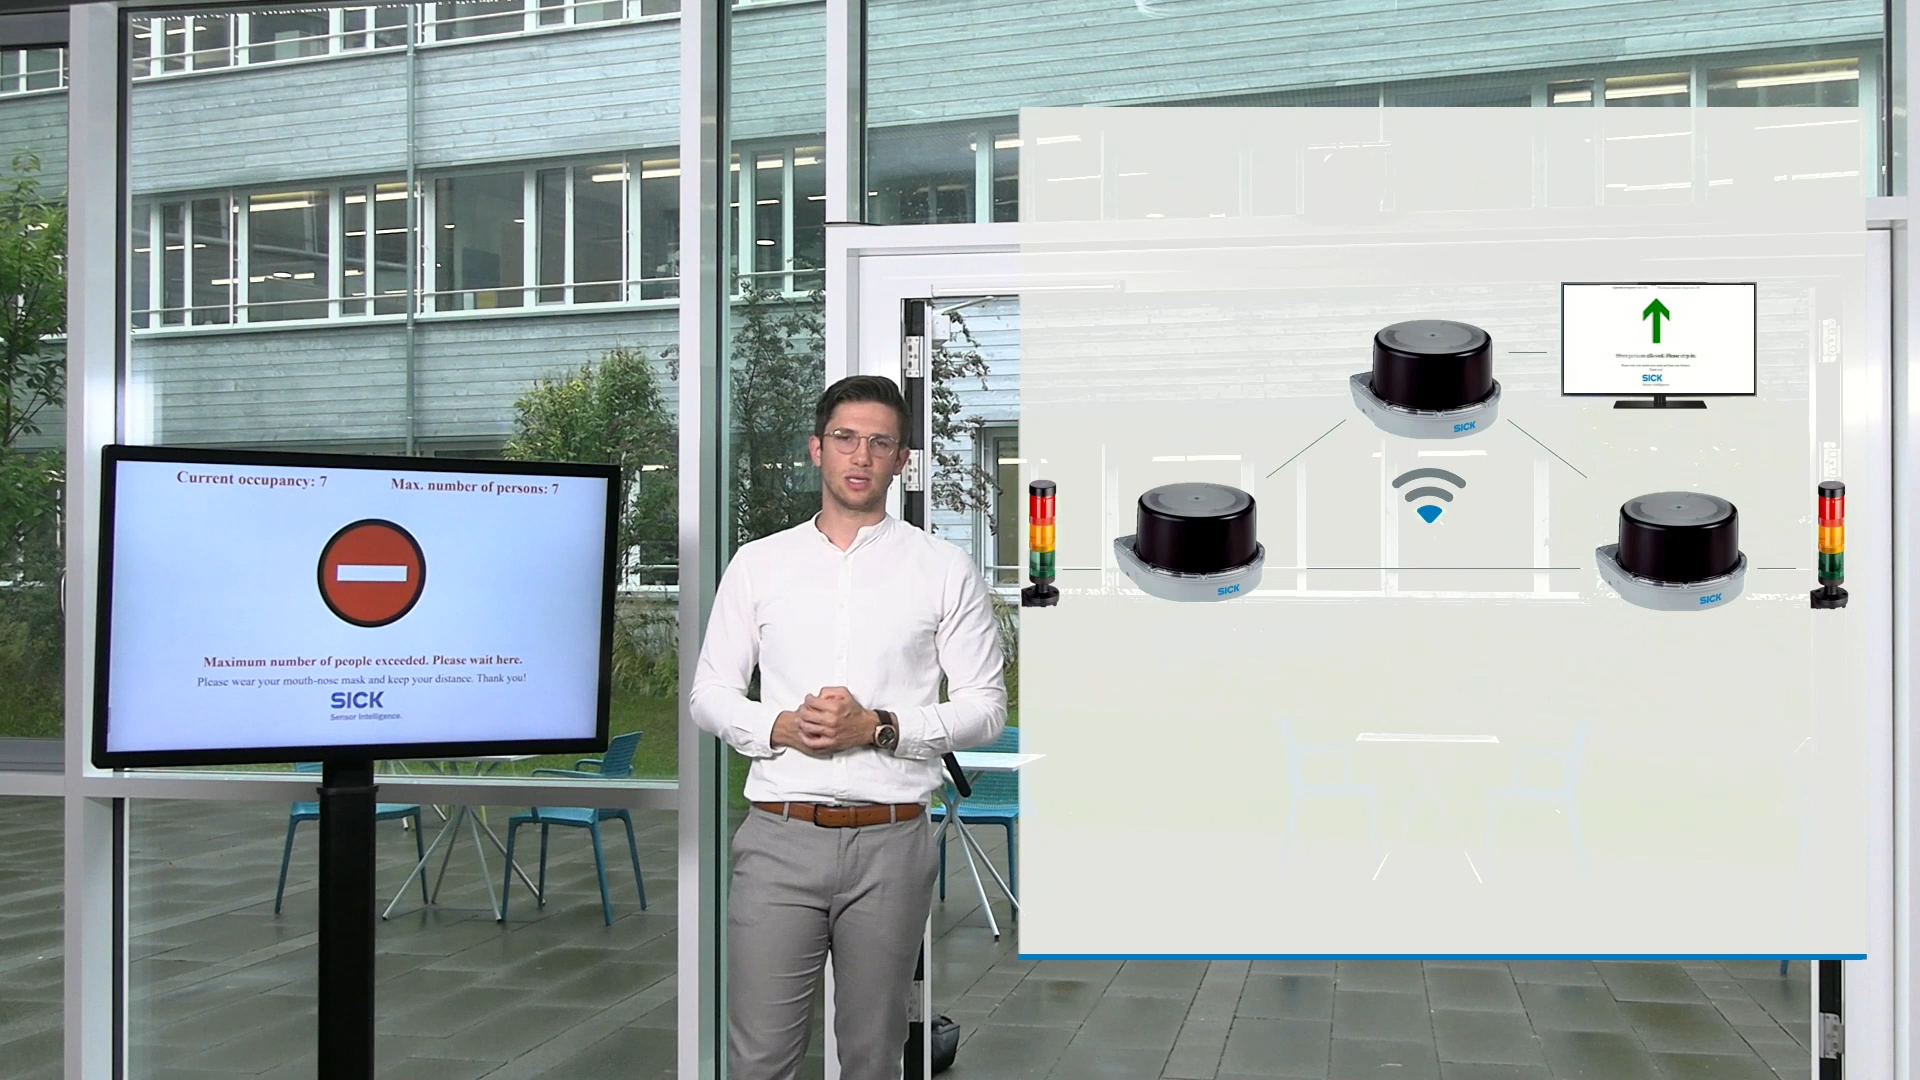 Current occupancy: 7
Max. number of persons: 7
Maximum number of people exceeded. Please wait here.
Please wear your mouth-nose mask and keep your distance. Thank you!
SICK
Sensor Intelligence.
SICK
SICK
SICK
SICK